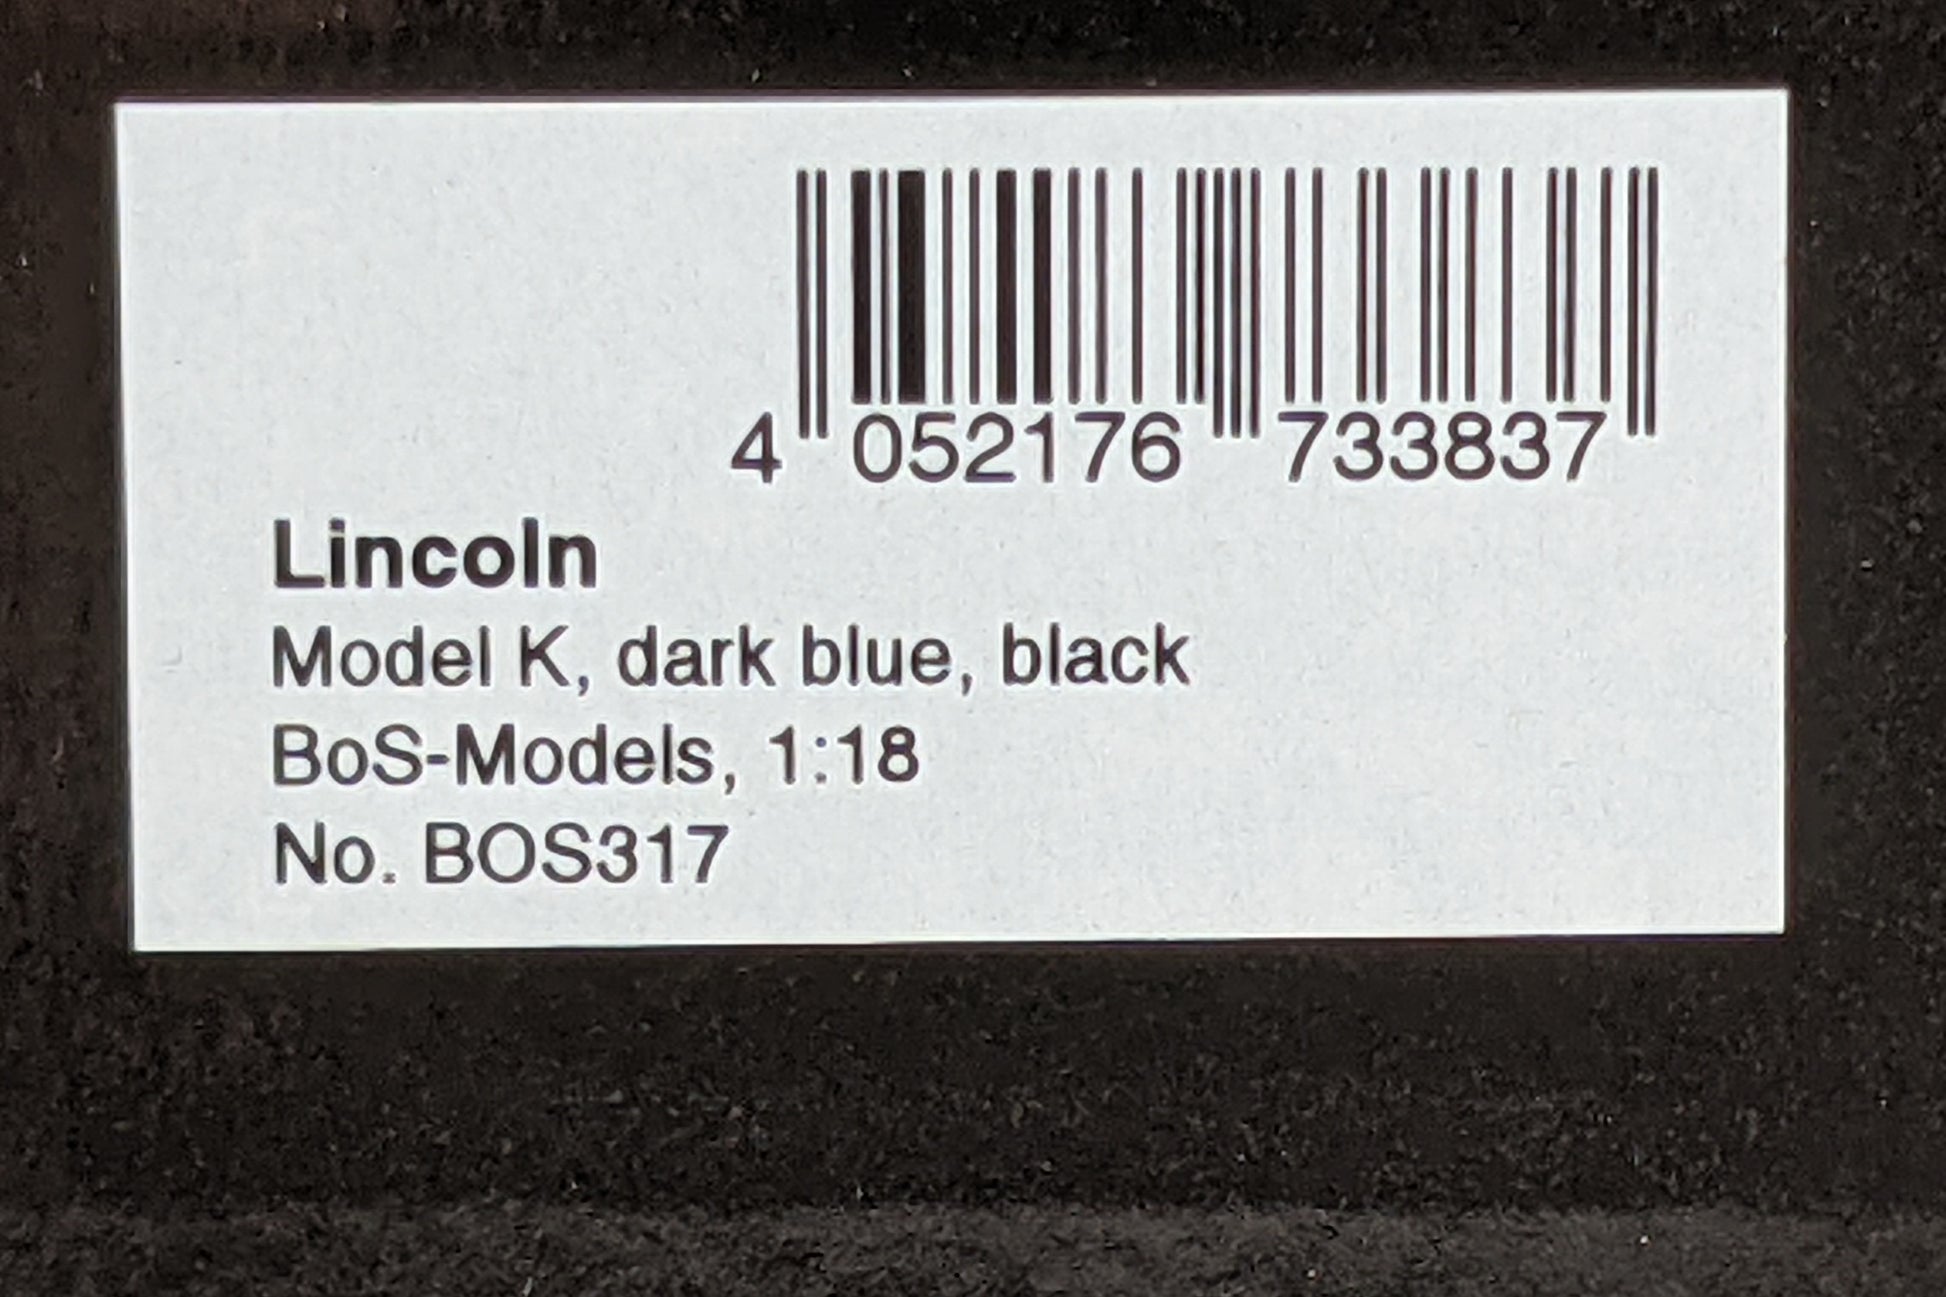 4 052176 733837
Lincoln
Model K, dark blue, black
BoS-Models, 1:18
No. BOS317